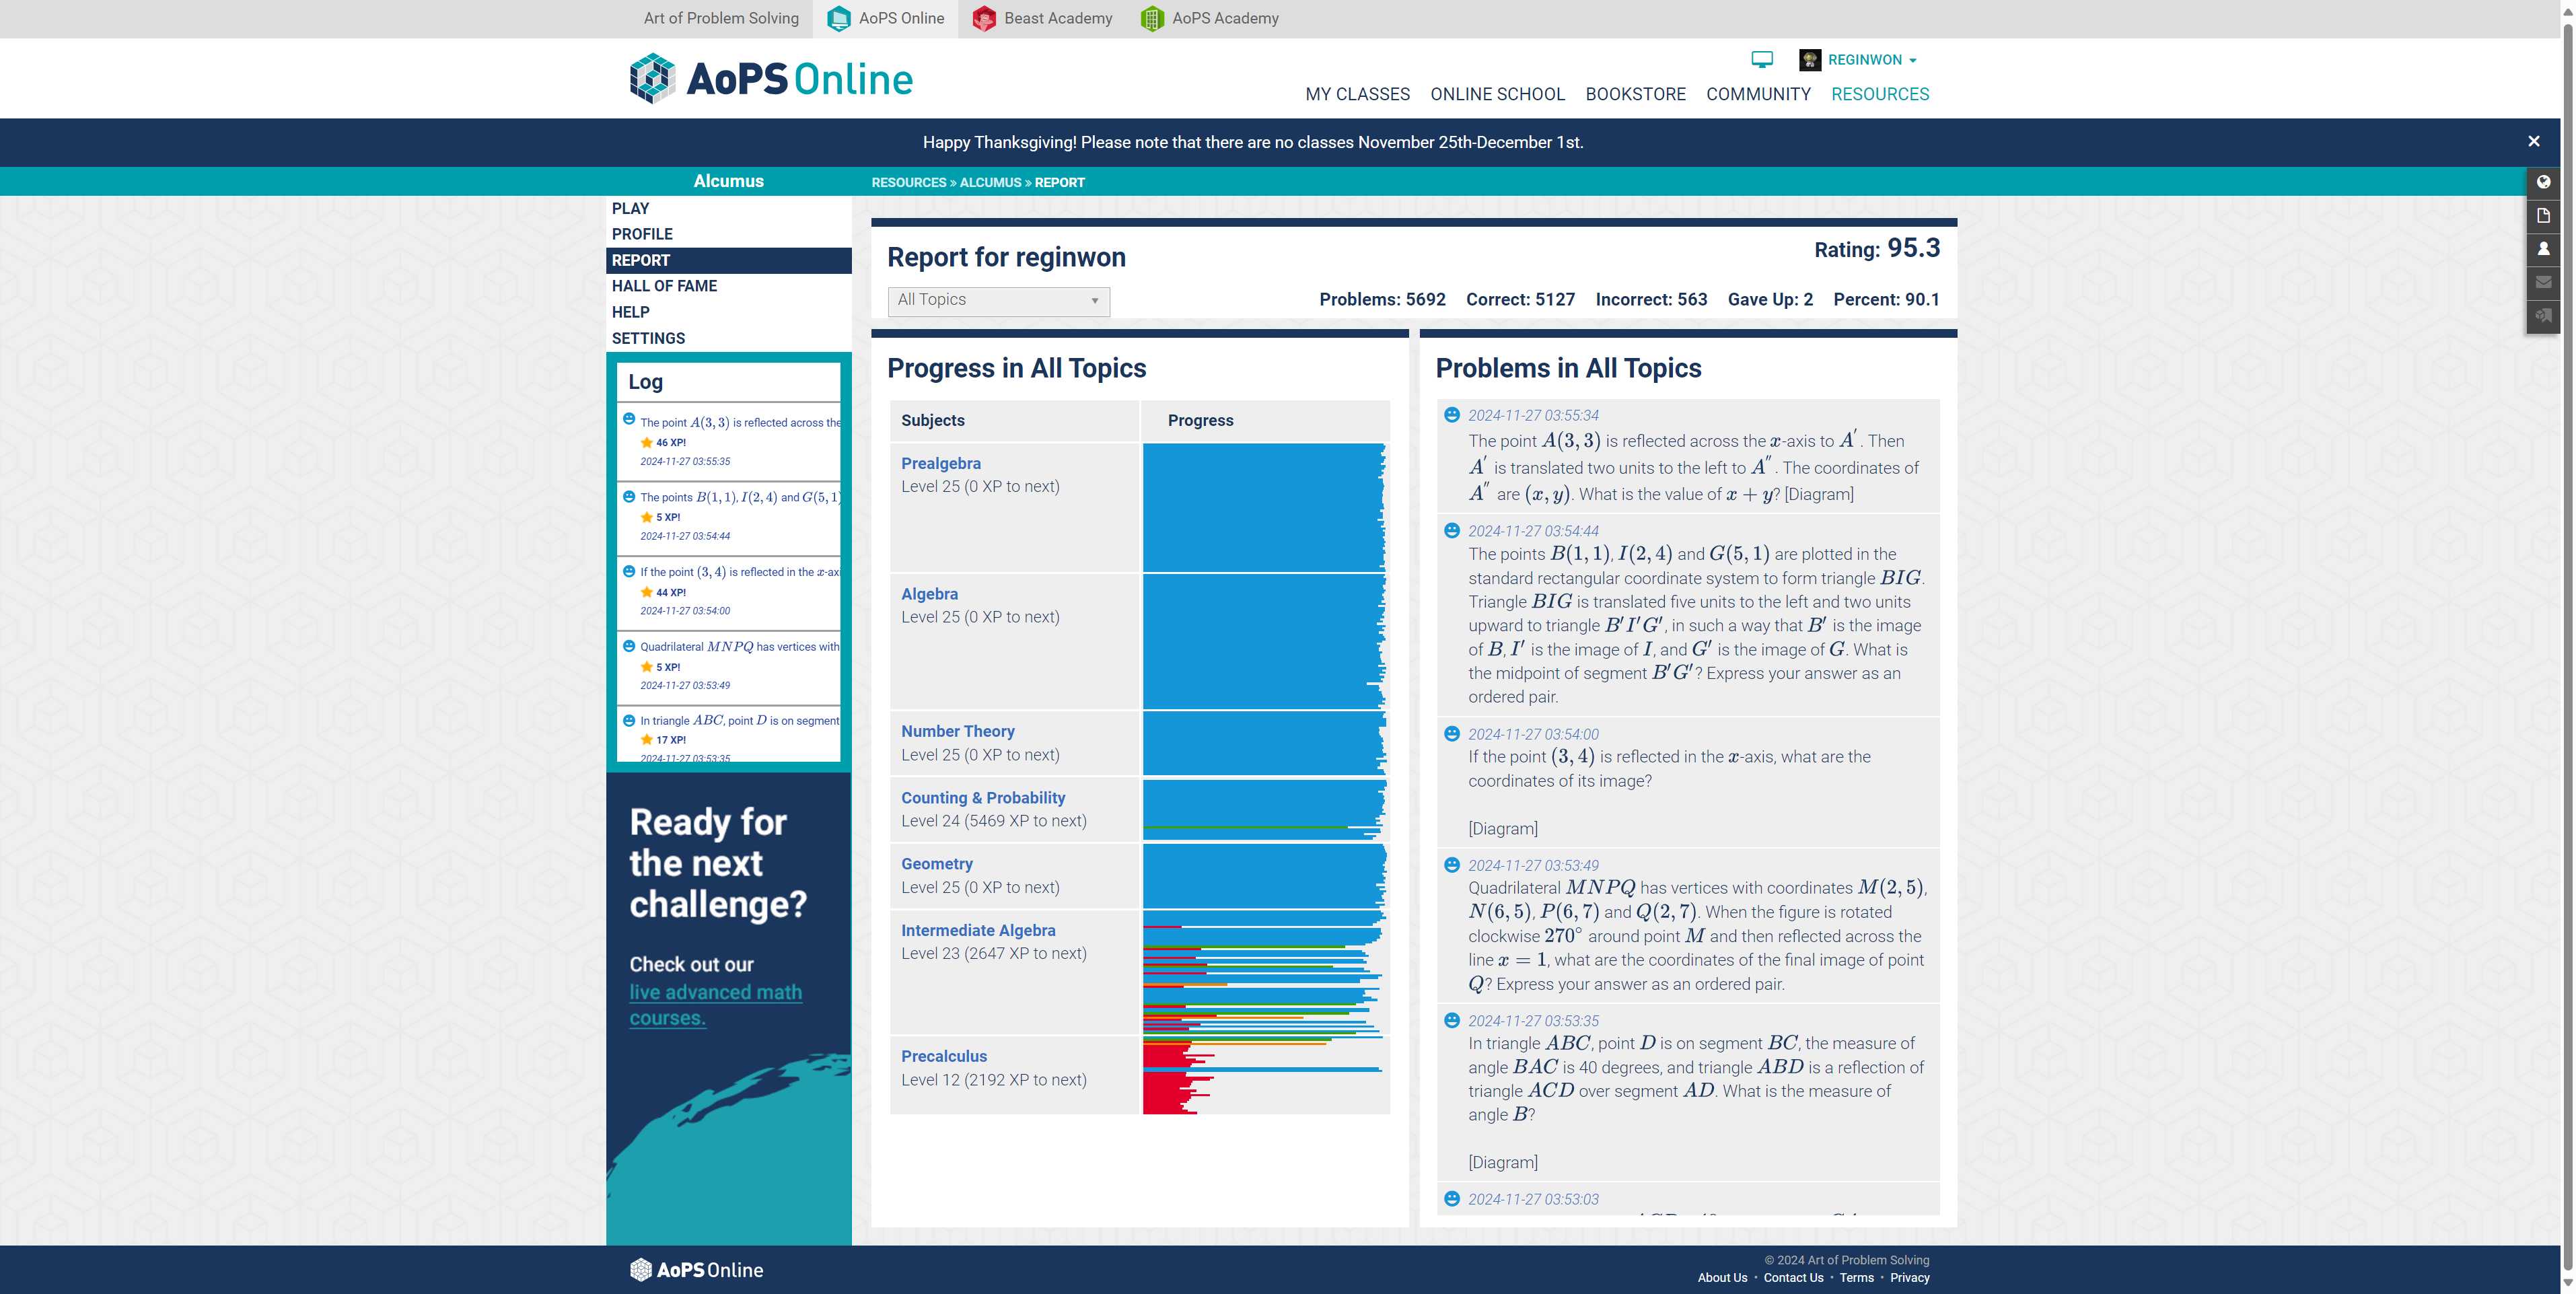 Art of Problem Solving
AoPS Online
Beast Academy
AoPS Academy
AoPS Online
REGINWON
MY CLASSES
ONLINE SCHOOL
BOOKSTORE
COMMUNITY
RESOURCES
Happy Thanksgiving! Please note that there are no classes November 25th-December 1st.
Alcumus
RESOURCES » ALCUMUS » REPORT
PLAY
PROFILE
REPORT
HALL OF FAME
HELP
SETTINGS
Log
The point A(3, 3) is reflected across the
46 XP!
2024-11-27 03:55:35
The points B(1, 1), I(2, 4) and G(5, 1)
5 XP!
2024-11-27 03:54:44
If the point (3, 4) is reflected in the x-axi
44 XP!
2024-11-27 03:54:00
Quadrilateral MNPQ has vertices with
5 XP!
2024-11-27 03:53:49
In triangle ABC, point D is on segment
17 XP!
2024-11-27 03:53:35
Ready for
the next
challenge?
Check out our
live advanced math
courses.
Report for reginwon
Rating: 95.3
All Topics
Problems: 5692 Correct: 5127 Incorrect: 563 Gave Up: 2 Percent: 90.1
Progress in All Topics
Subjects
Progress
Prealgebra
Level 25 (0 XP to next)
Algebra
Level 25 (0 XP to next)
Number Theory
Level 25 (0 XP to next)
Counting & Probability
Level 24 (5469 XP to next)
Geometry
Level 25 (0 XP to next)
Intermediate Algebra
Level 23 (2647 XP to next)
Precalculus
Level 12 (2192 XP to next)
Problems in All Topics
2024-11-27 03:55:34
The point A(3, 3) is reflected across the x-axis to A′. Then
A′ is translated two units to the left to A″. The coordinates of
A″ are (x, y). What is the value of x + y? [Diagram]
2024-11-27 03:54:44
The points B(1, 1), I(2, 4) and G(5, 1) are plotted in the
standard rectangular coordinate system to form triangle BIG.
Triangle BIG is translated five units to the left and two units
upward to triangle B′I′G′, in such a way that B′ is the image
of B, I′ is the image of I, and G′ is the image of G. What is
the midpoint of segment B′G′? Express your answer as an
ordered pair.
2024-11-27 03:54:00
If the point (3, 4) is reflected in the x-axis, what are the
coordinates of its image?
[Diagram]
2024-11-27 03:53:49
Quadrilateral MNPQ has vertices with coordinates M(2, 5),
N(6, 5), P(6, 7) and Q(2, 7). When the figure is rotated
clockwise 270° around point M and then reflected across the
line x = 1, what are the coordinates of the final image of point
Q? Express your answer as an ordered pair.
2024-11-27 03:53:35
In triangle ABC, point D is on segment BC, the measure of
angle BAC is 40 degrees, and triangle ABD is a reflection of
triangle ACD over segment AD. What is the measure of
angle B?
[Diagram]
2024-11-27 03:53:03
AoPS Online
© 2024 Art of Problem Solving
About Us • Contact Us • Terms • Privacy